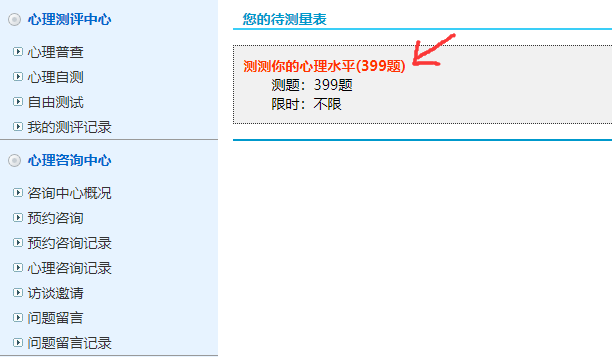 心理测评中心
心理普查
心理自测
自由测试
我的测评记录
心理咨询中心
咨询中心概况
预约咨询
预约咨询记录
心理咨询记录
访谈邀请
问题留言
问题留言记录
您的待测量表
测测你的心理水平(399题)
测题：399题
限时：不限